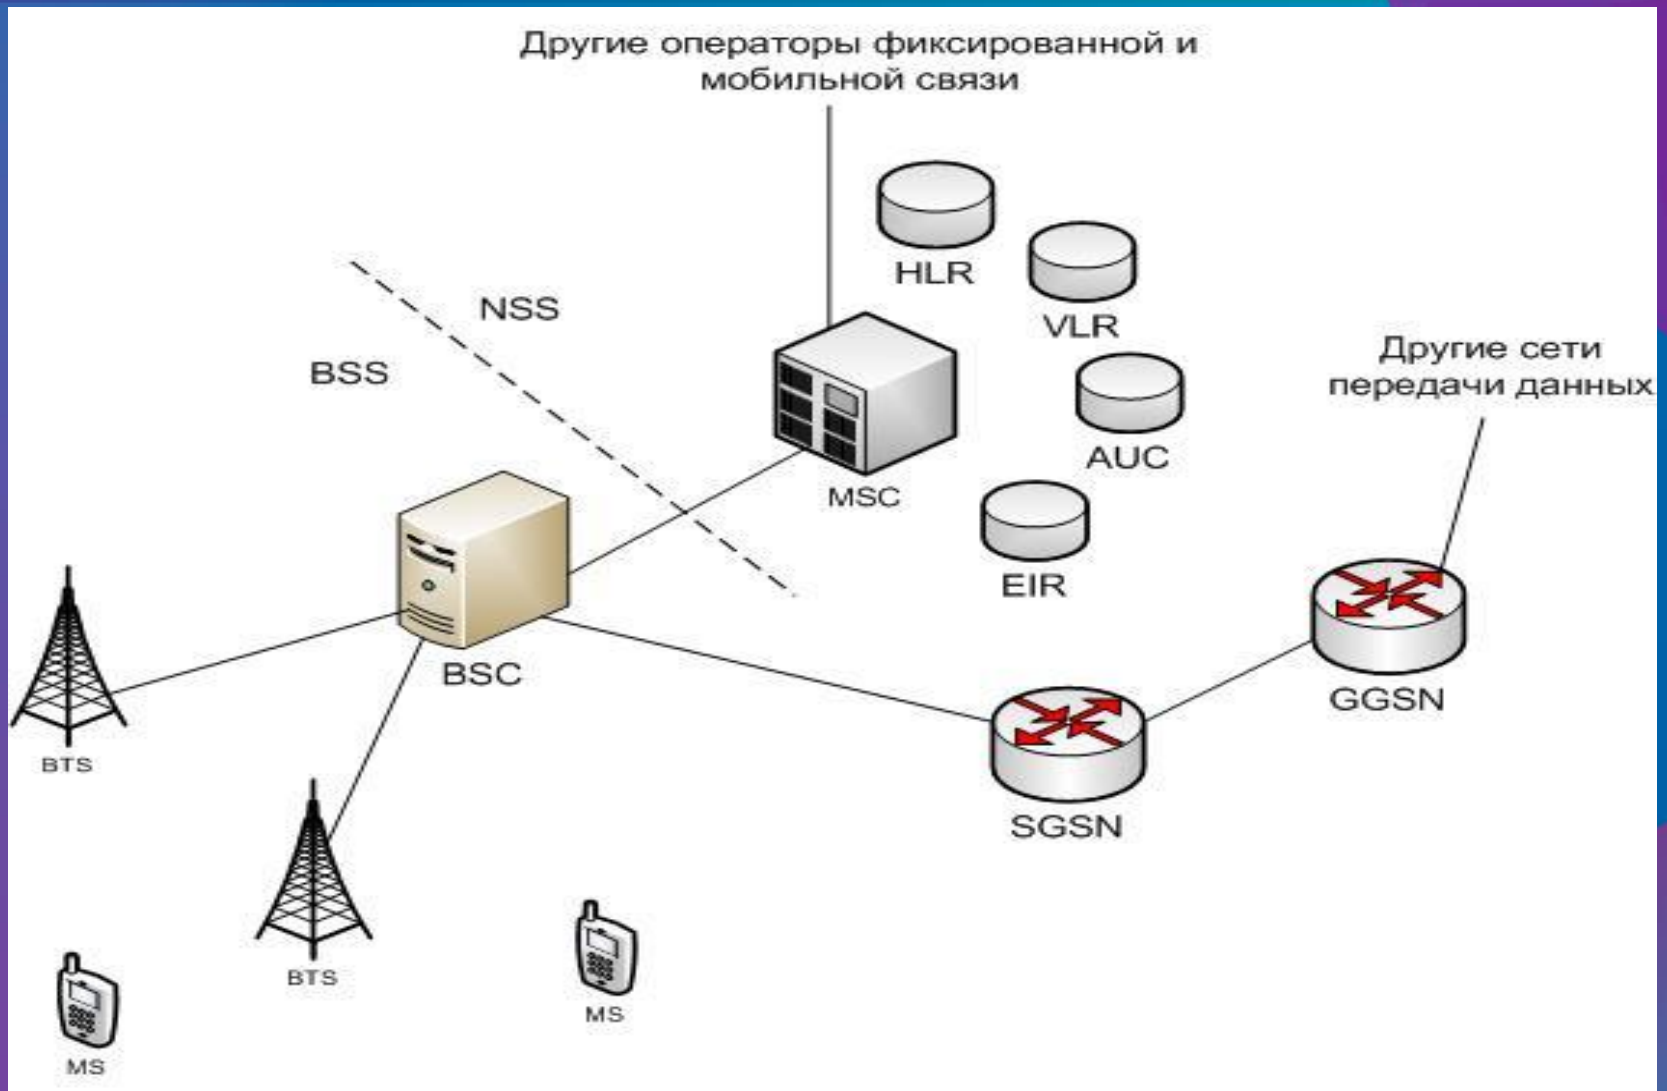 Другие операторы фиксированной и
мобильной связи
HLR
NSS
VLR
Другие сети
передачи данных
BSS
AUC
MSC
EIR
BSC
GGSN
BTS
SGSN
BTS
MS
MS